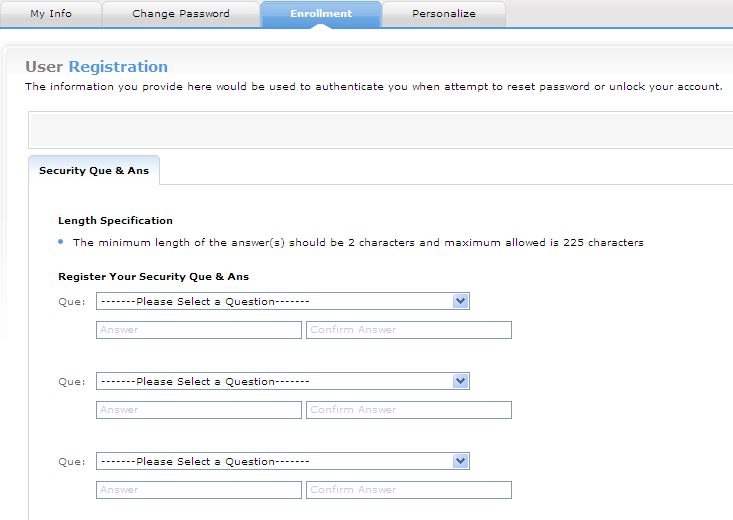 My Info Change Password Enrollment Personalize
User Registration
The information you provide here would be used to authenticate you when attempt to reset password or unlock your account.
Security Que & Ans
Length Specification
The minimum length of the answer(s) should be 2 characters and maximum allowed is 225 characters
Register Your Security Que & Ans
Que: -------Please Select a Question-------
Answer Confirm Answer
Que: -------Please Select a Question-------
Answer Confirm Answer
Que: -------Please Select a Question-------
Answer Confirm Answer